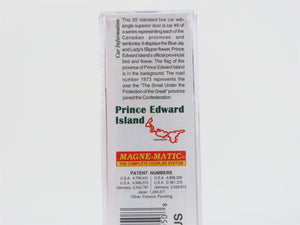 Car Information
This 50' standard box car with
single superior door is car #9 of
a series representing each of the
Canadian provinces and
territories. It displays the Blue Jay
and Lady's Slipper flower, Prince
Edward Island's official provincial
bird and flower. The flag of the
province of Prince Edward Island
is in the background. The road
number 1873 represents the
year the "The Small Under the
Protection of the Great" province
joined the Confederation.
Prince Edward
Island
MAGNE-MATIC®
THE COMPLETE COUPLER SYSTEM
PATENT NUMBERS
Other Patents Pending